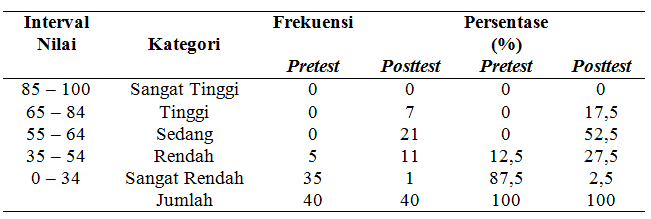 Interval Frekuensi Persentase
Nilai Kategori (%)
Pretest Posttest Pretest Posttest
85 – 100 Sangat Tinggi 0 0 0 0
65 – 84 Tinggi 0 7 0 17,5
55 – 64 Sedang 0 21 0 52,5
35 – 54 Rendah 5 11 12,5 27,5
0 – 34 Sangat Rendah 35 1 87,5 2,5
Jumlah 40 40 100 100